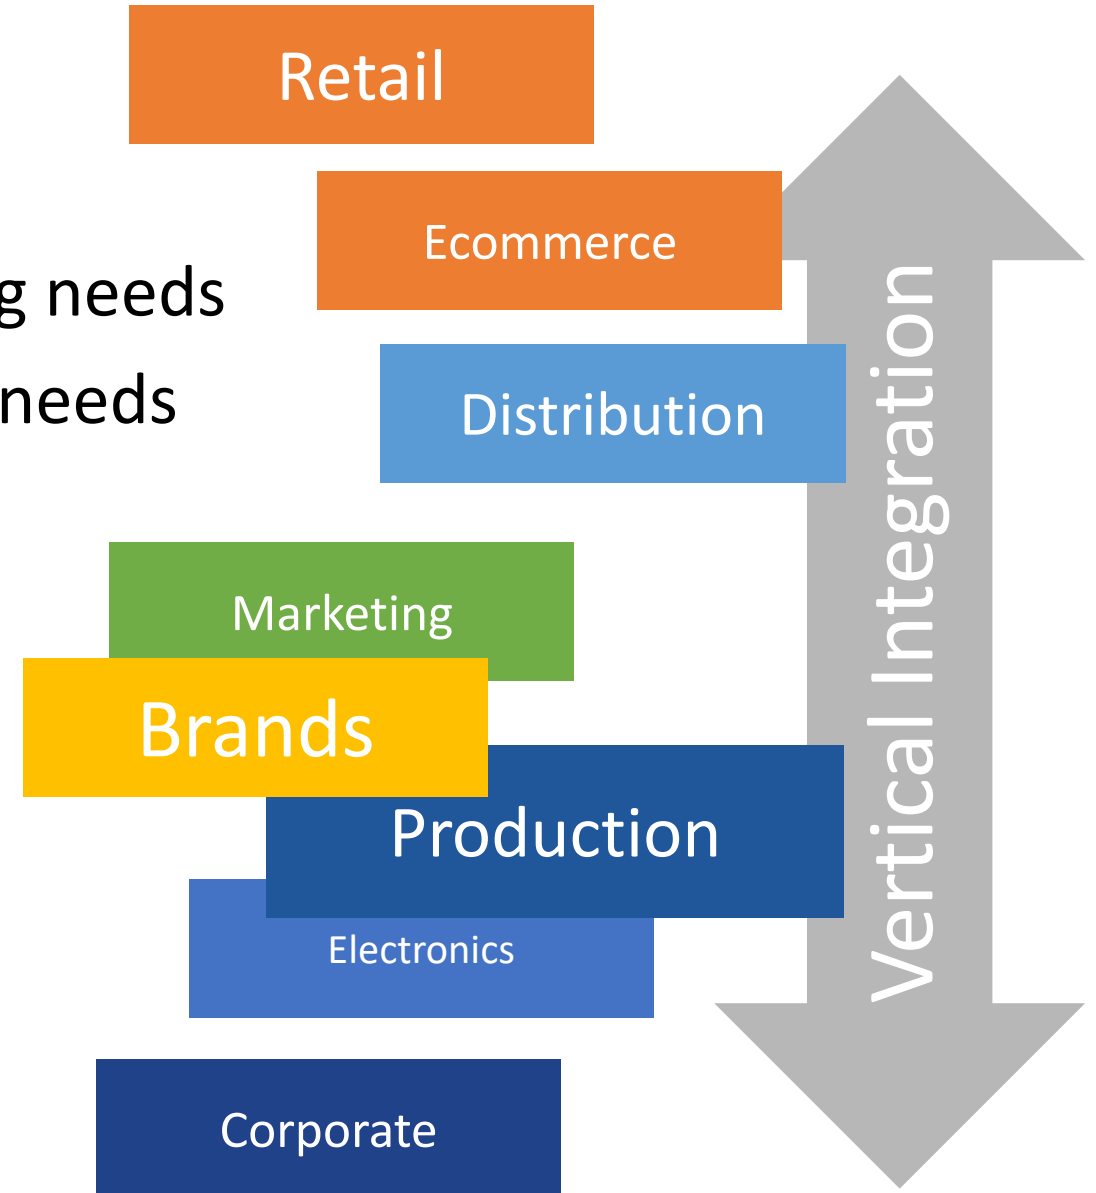 Retail
Ecommerce
g needs
needs
Distribution
Marketing
Brands
Production
Electronics
Corporate
Vertical Integration